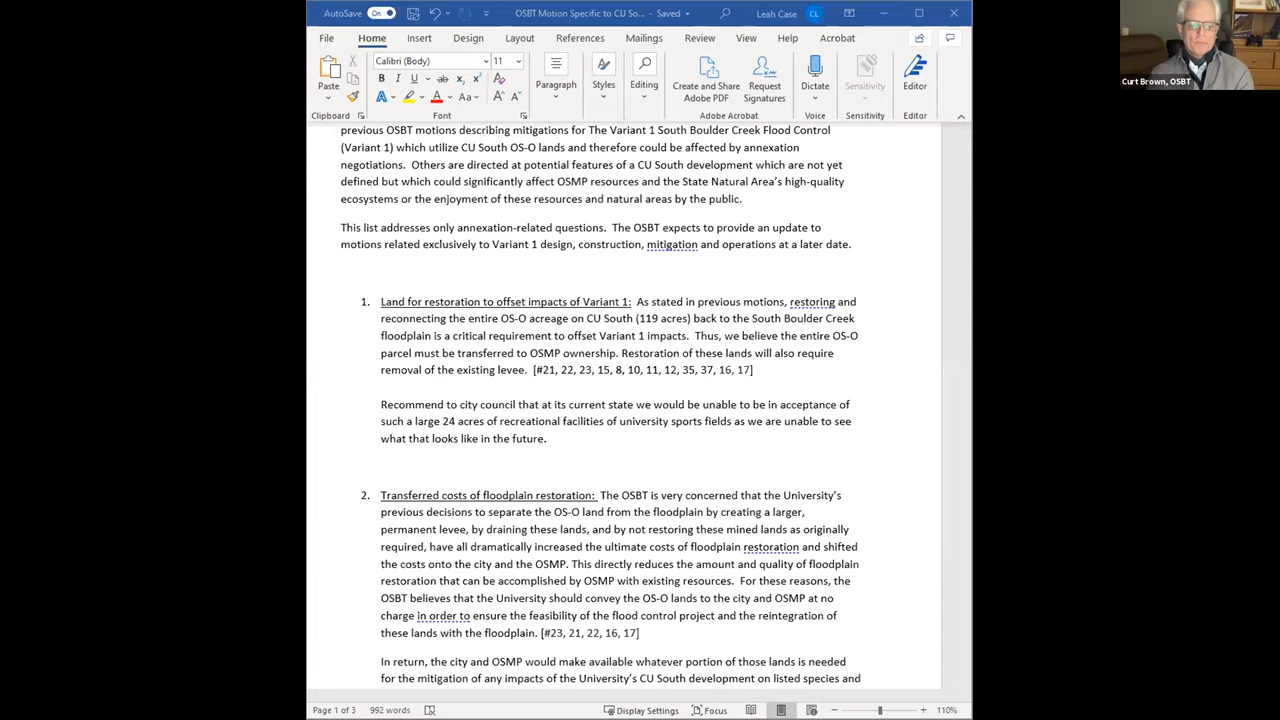 AutoSave On OSBT Motion Specific to CU So... - Saved Leah Case CL
File Home Insert Design Layout References Mailings Review View Help Acrobat
Calibri (Body) 11
Paste Paragraph Styles Editing Create and Share Adobe PDF Request Signatures Dictate Sensitivity Editor
Clipboard Font Adobe Acrobat Voice Sensitivity Editor
Curt Brown, OSBT
previous OSBT motions describing mitigations for The Variant 1 South Boulder Creek Flood Control
(Variant 1) which utilize CU South OS-O lands and therefore could be affected by annexation
negotiations. Others are directed at potential features of a CU South development which are not yet
defined but which could significantly affect OSMP resources and the State Natural Area's high-quality
ecosystems or the enjoyment of these resources and natural areas by the public.
This list addresses only annexation-related questions. The OSBT expects to provide an update to
motions related exclusively to Variant 1 design, construction, mitigation and operations at a later date.
1. Land for restoration to offset impacts of Variant 1: As stated in previous motions, restoring and
reconnecting the entire OS-O acreage on CU South (119 acres) back to the South Boulder Creek
floodplain is a critical requirement to offset Variant 1 impacts. Thus, we believe the entire OS-O
parcel must be transferred to OSMP ownership. Restoration of these lands will also require
removal of the existing levee. [#21, 22, 23, 15, 8, 10, 11, 12, 35, 37, 16, 17]
Recommend to city council that at its current state we would be unable to be in acceptance of
such a large 24 acres of recreational facilities of university sports fields as we are unable to see
what that looks like in the future.
2. Transferred costs of floodplain restoration: The OSBT is very concerned that the University's
previous decisions to separate the OS-O land from the floodplain by creating a larger,
permanent levee, by draining these lands, and by not restoring these mined lands as originally
required, have all dramatically increased the ultimate costs of floodplain restoration and shifted
the costs onto the city and the OSMP. This directly reduces the amount and quality of floodplain
restoration that can be accomplished by OSMP with existing resources. For these reasons, the
OSBT believes that the University should convey the OS-O lands to the city and OSMP at no
charge in order to ensure the feasibility of the flood control project and the reintegration of
these lands with the floodplain. [#23, 21, 22, 16, 17]
In return, the city and OSMP would make available whatever portion of those lands is needed
for the mitigation of any impacts of the University's CU South development on listed species and
Page 1 of 3 992 words Display Settings Focus 110%